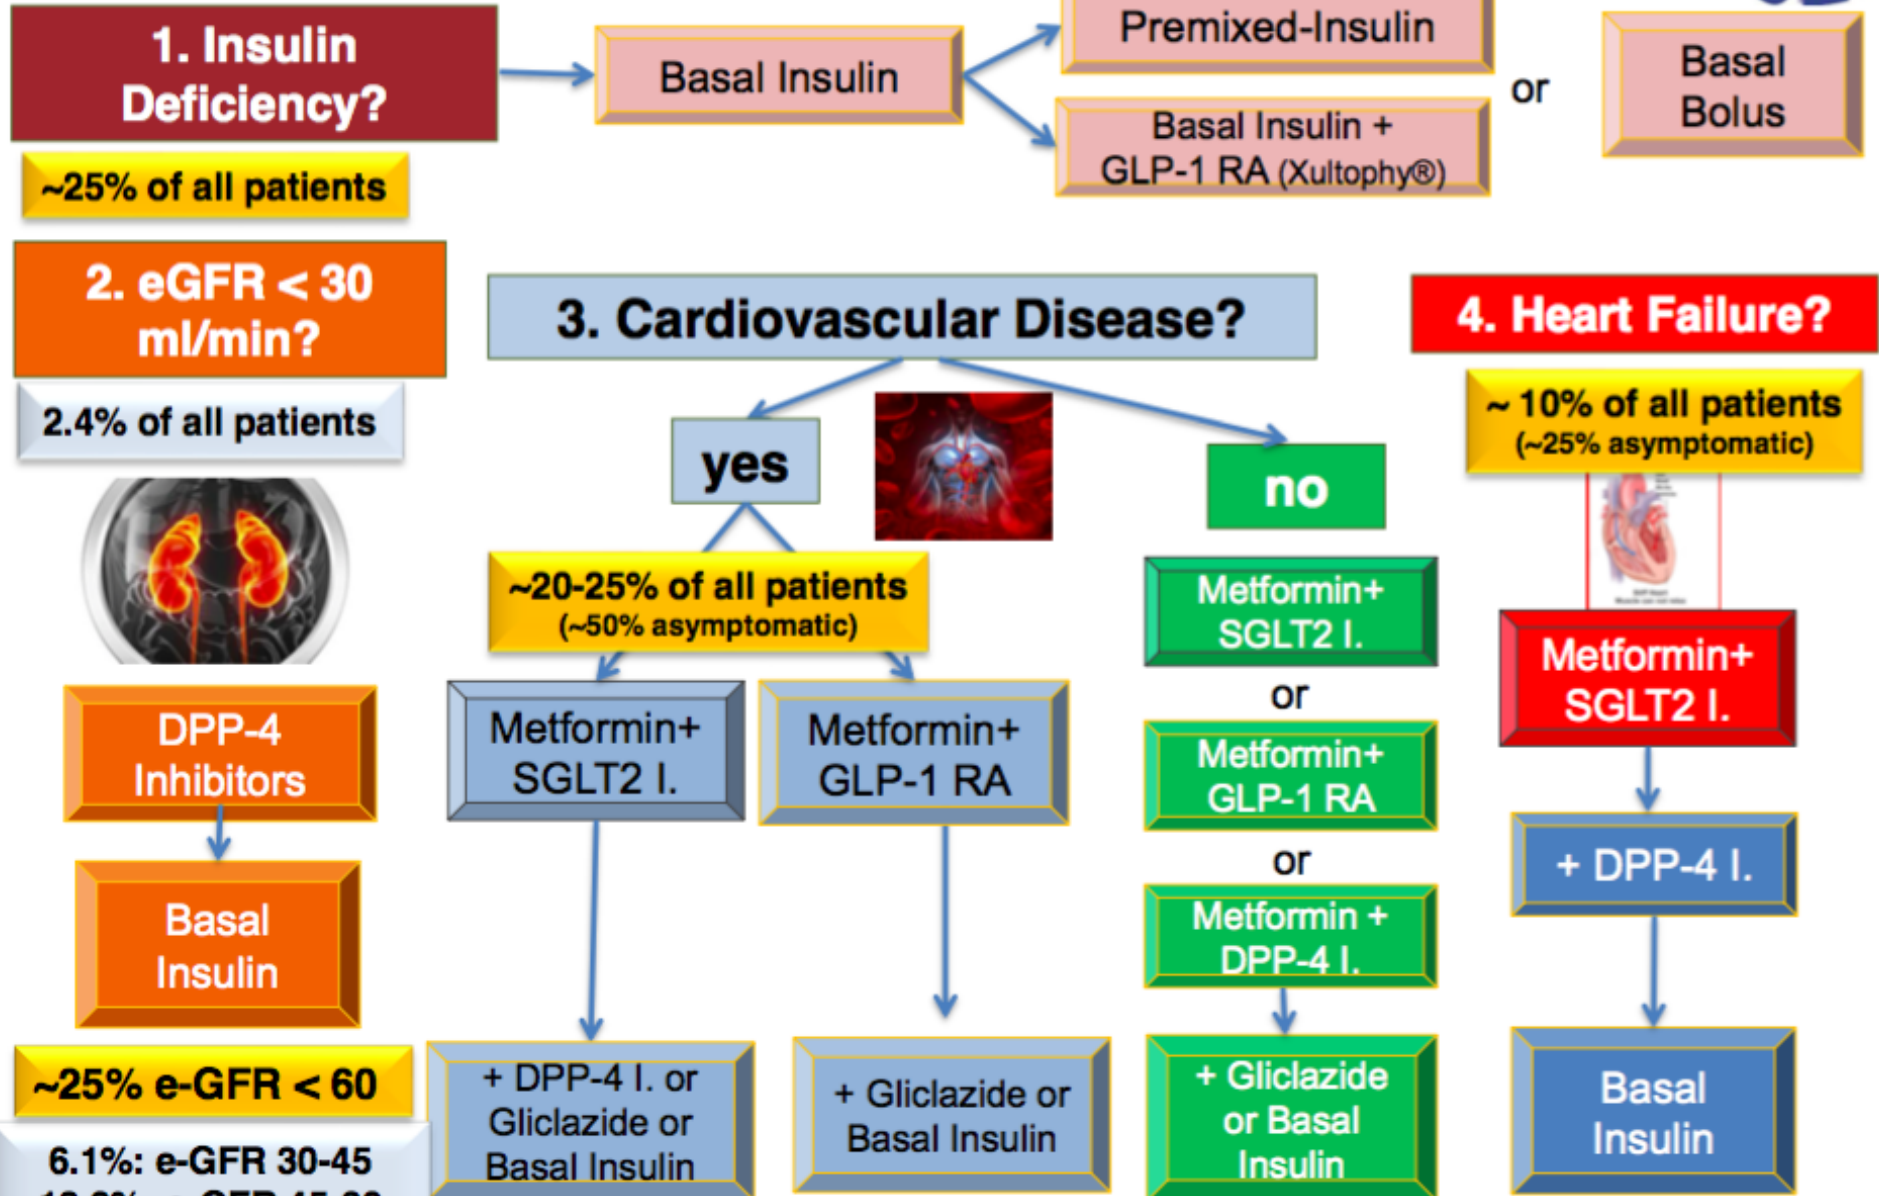 1. Insulin
Deficiency?
~25% of all patients
Basal Insulin
Premixed-Insulin
Basal Insulin +
GLP-1 RA (Xultophy®)
or
Basal
Bolus
2. eGFR < 30
ml/min?
2.4% of all patients
DPP-4
Inhibitors
Basal
Insulin
~25% e-GFR < 60
6.1%: e-GFR 30-45
3. Cardiovascular Disease?
yes
~20-25% of all patients
(~50% asymptomatic)
Metformin+
SGLT2 I.
+ DPP-4 I. or
Gliclazide or
Basal Insulin
Metformin+
GLP-1 RA
+ Gliclazide or
Basal Insulin
no
Metformin+
SGLT2 I.
or
Metformin+
GLP-1 RA
or
Metformin +
DPP-4 I.
+ Gliclazide
or Basal
Insulin
4. Heart Failure?
~ 10% of all patients
(~25% asymptomatic)
Metformin+
SGLT2 I.
+ DPP-4 I.
Basal
Insulin